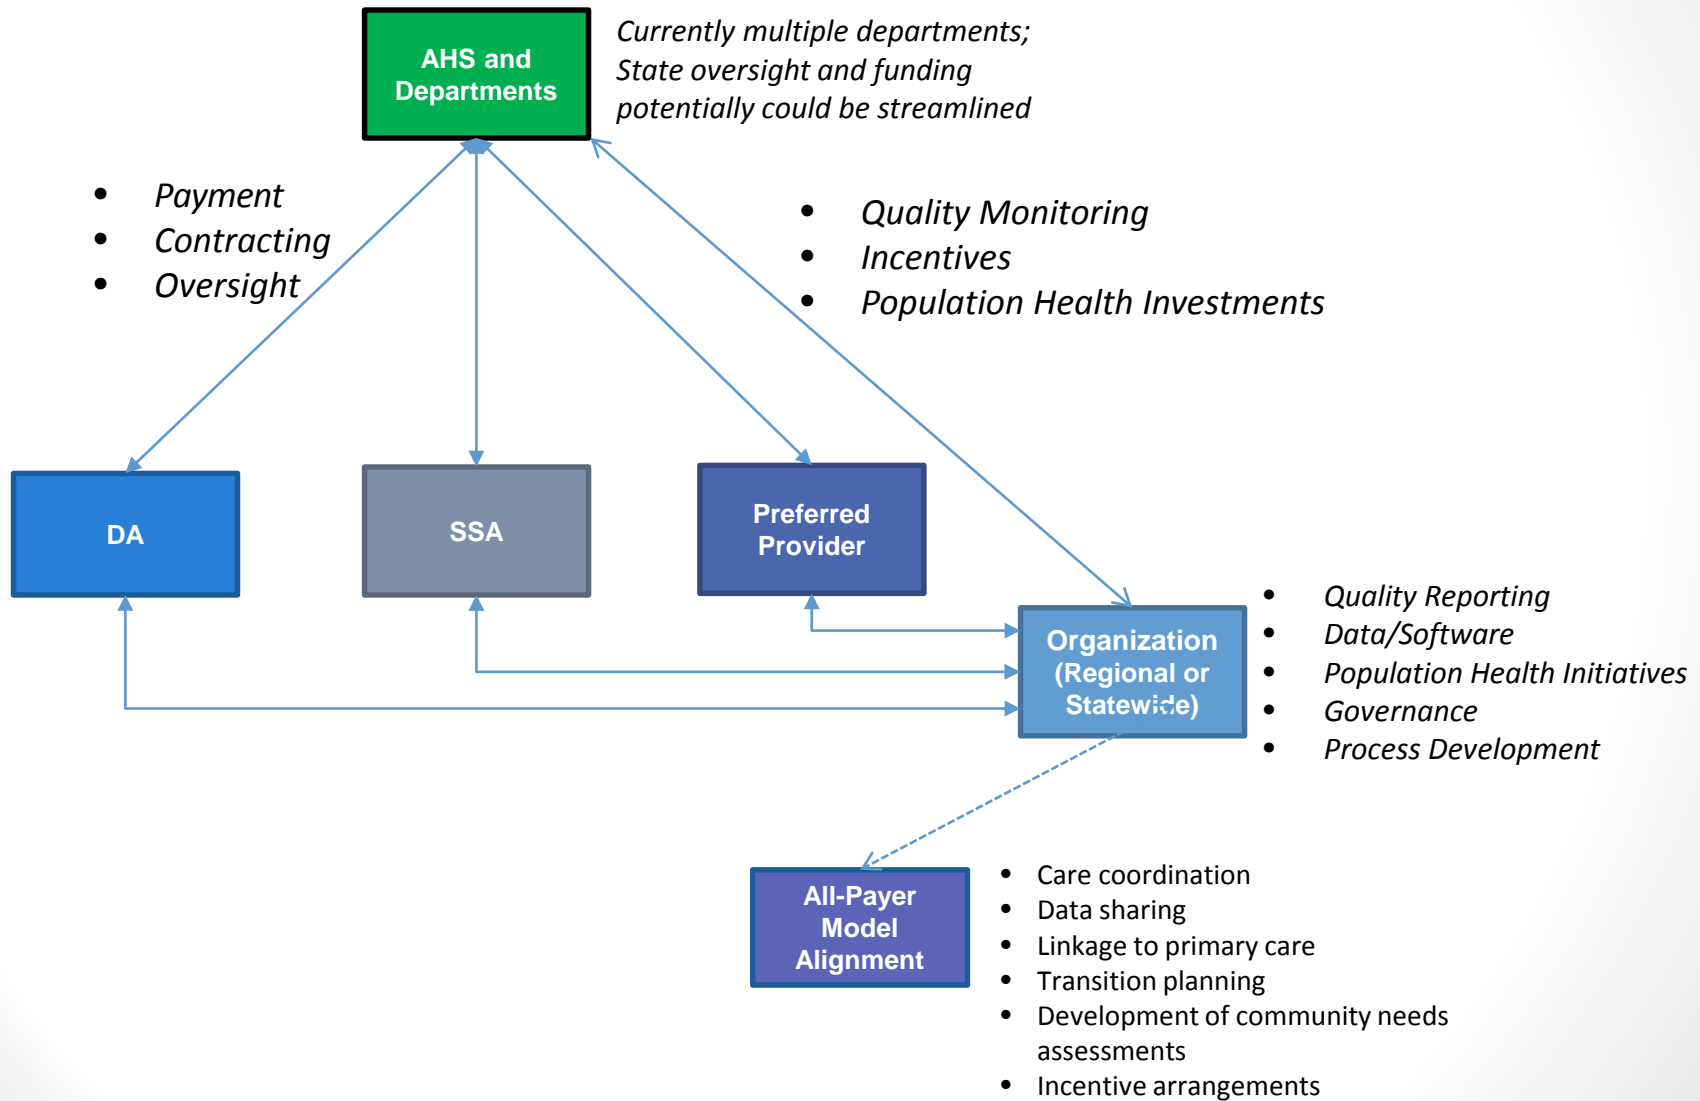 AHS and
Departments
Currently multiple departments;
State oversight and funding
potentially could be streamlined
• Payment
• Contracting
• Oversight
• Quality Monitoring
• Incentives
• Population Health Investments
DA
SSA
Preferred
Provider
Organization
(Regional or
Statewide)
• Quality Reporting
• Data/Software
• Population Health Initiatives
• Governance
• Process Development
All-Payer
Model
Alignment
• Care coordination
• Data sharing
• Linkage to primary care
• Transition planning
• Development of community needs
assessments
• Incentive arrangements